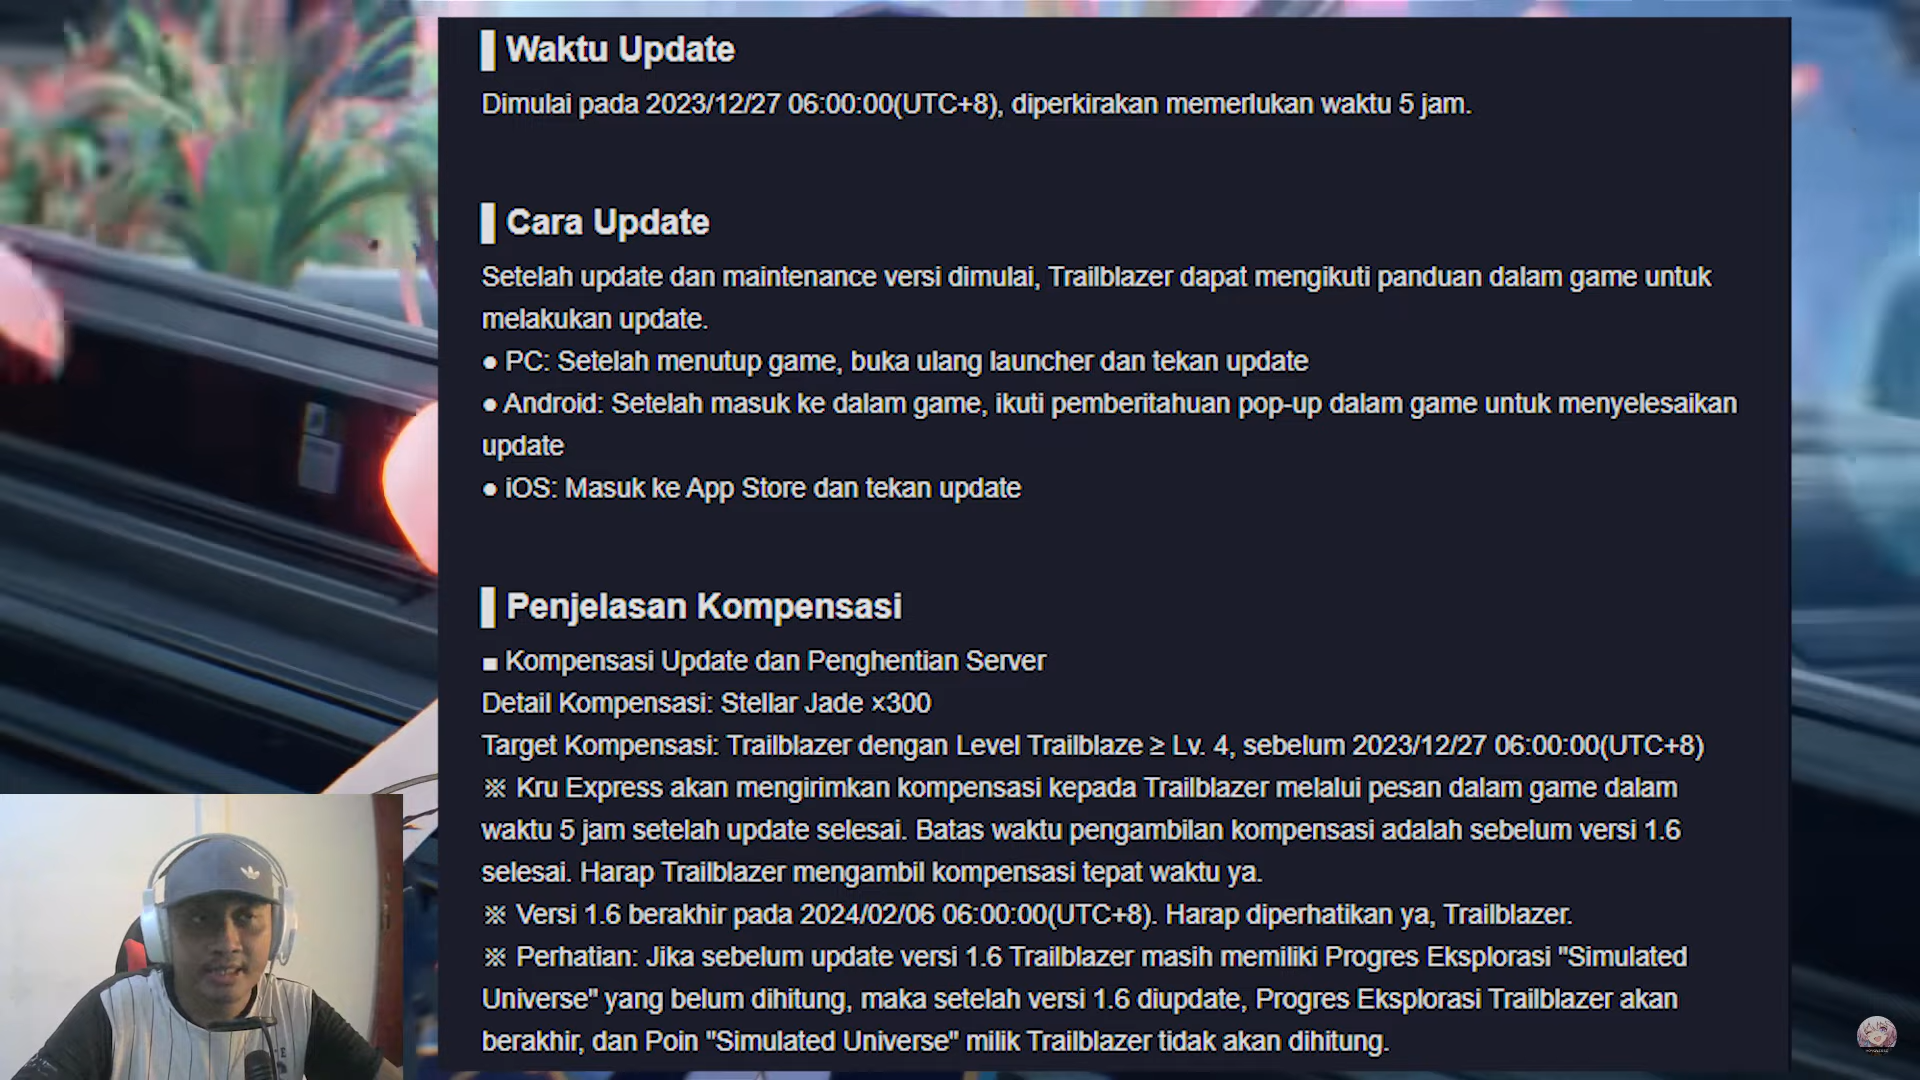 Waktu Update
Dimulai pada 2023/12/27 06:00:00(UTC+8), diperkirakan memerlukan waktu 5 jam.
Cara Update
Setelah update dan maintenance versi dimulai, Trailblazer dapat mengikuti panduan dalam game untuk
melakukan update.
● PC: Setelah menutup game, buka ulang launcher dan tekan update
● Android: Setelah masuk ke dalam game, ikuti pemberitahuan pop-up dalam game untuk menyelesaikan
update
● iOS: Masuk ke App Store dan tekan update
Penjelasan Kompensasi
■ Kompensasi Update dan Penghentian Server
Detail Kompensasi: Stellar Jade ×300
Target Kompensasi: Trailblazer dengan Level Trailblaze ≥ Lv. 4, sebelum 2023/12/27 06:00:00(UTC+8)
※ Kru Express akan mengirimkan kompensasi kepada Trailblazer melalui pesan dalam game dalam
waktu 5 jam setelah update selesai. Batas waktu pengambilan kompensasi adalah sebelum versi 1.6
selesai. Harap Trailblazer mengambil kompensasi tepat waktu ya.
※ Versi 1.6 berakhir pada 2024/02/06 06:00:00(UTC+8). Harap diperhatikan ya, Trailblazer.
※ Perhatian: Jika sebelum update versi 1.6 Trailblazer masih memiliki Progres Eksplorasi "Simulated
Universe" yang belum dihitung, maka setelah versi 1.6 diupdate, Progres Eksplorasi Trailblazer akan
berakhir, dan Poin "Simulated Universe" milik Trailblazer tidak akan dihitung.